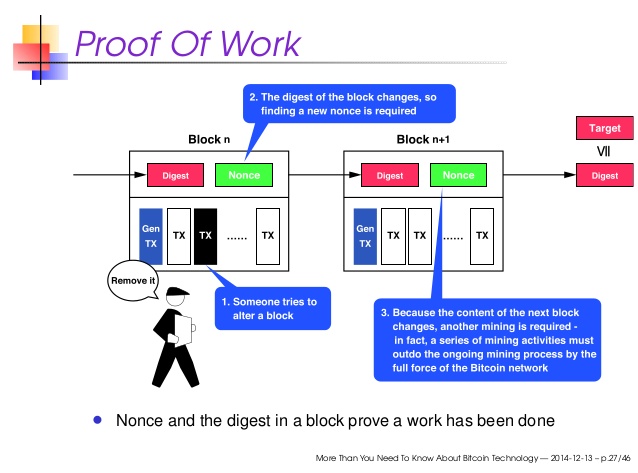 Proof Of Work
2. The digest of the block changes, so
finding a new nonce is required
Target
Block n
Block n+1
VII
Digest
Nonce
Digest
Nonce
Digest
Gen
TX
TX
TX
......
TX
Gen
TX
TX
TX
......
TX
Remove it
1. Someone tries to
alter a block
3. Because the content of the next block
changes, another mining is required -
in fact, a series of mining activities must
outdo the ongoing mining process by the
full force of the Bitcoin network
Nonce and the digest in a block prove a work has been done
More Than You Need To Know About Bitcoin Technology — 2014-12-13 – p.27/46